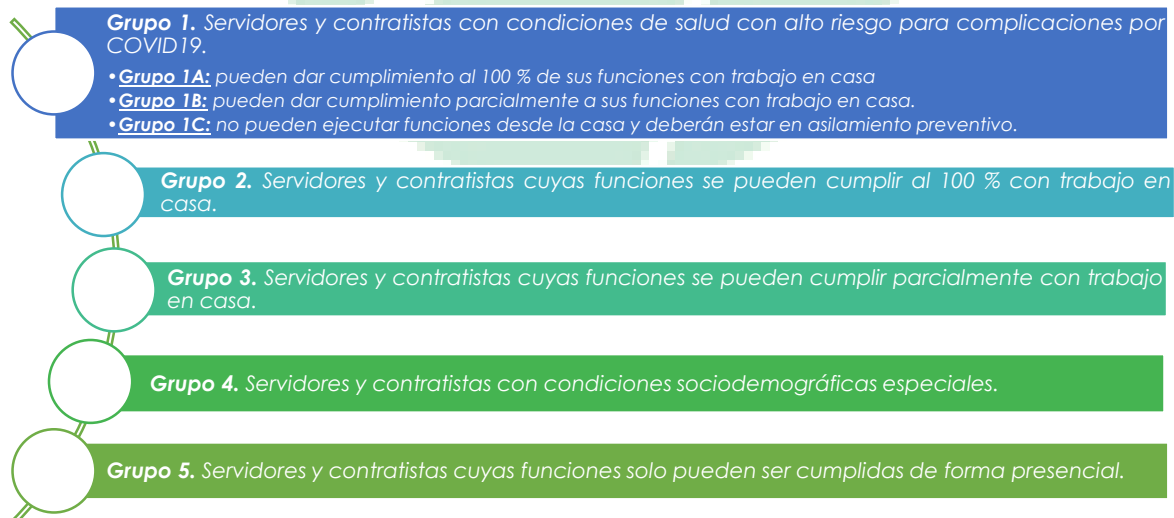 Grupo 1. Servidores y contratistas con condiciones de salud con alto riesgo para complicaciones por
COVID19.
•Grupo 1A: pueden dar cumplimiento al 100 % de sus funciones con trabajo en casa
•Grupo 1B: pueden dar cumplimiento parcialmente a sus funciones con trabajo en casa.
•Grupo 1C: no pueden ejecutar funciones desde la casa y deberán estar en asilamiento preventivo.
Grupo 2. Servidores y contratistas cuyas funciones se pueden cumplir al 100 % con trabajo en
casa.
Grupo 3. Servidores y contratistas cuyas funciones se pueden cumplir parcialmente con trabajo
en casa.
Grupo 4. Servidores y contratistas con condiciones sociodemográficas especiales.
Grupo 5. Servidores y contratistas cuyas funciones solo pueden ser cumplidas de forma presencial.